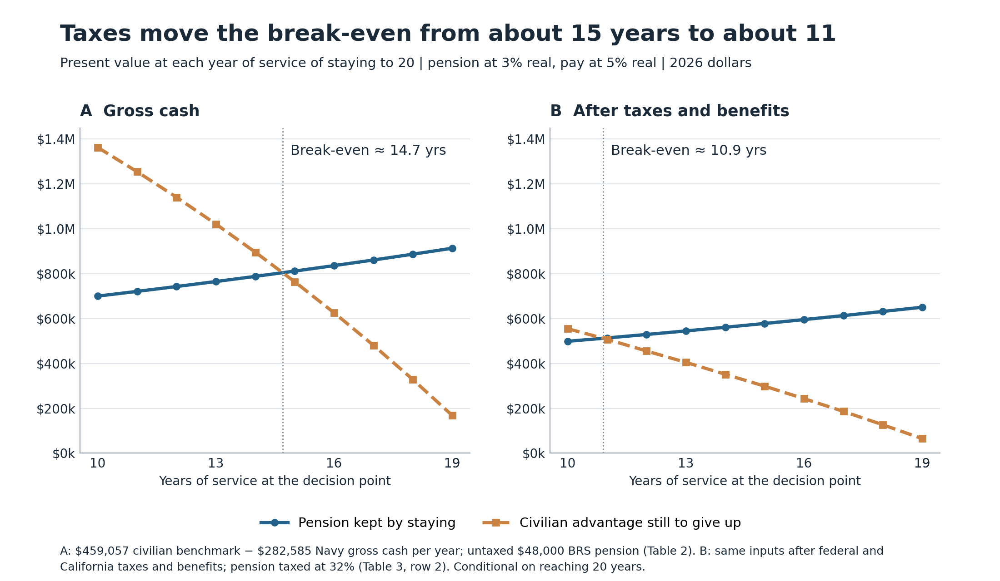 Taxes move the break-even from about 15 years to about 11
Present value at each year of service of staying to 20 | pension at 3% real, pay at 5% real | 2026 dollars
A Gross cash
$1.4M
$1.2M
$1.0M
$800k
$600k
$400k
$200k
$0k
Break-even ≈ 14.7 yrs
10 13 16 19
Years of service at the decision point
B After taxes and benefits
$1.4M
$1.2M
$1.0M
$800k
$600k
$400k
$200k
$0k
Break-even ≈ 10.9 yrs
10 13 16 19
Years of service at the decision point
Pension kept by staying
Civilian advantage still to give up
A: $459,057 civilian benchmark − $282,585 Navy gross cash per year; untaxed $48,000 BRS pension (Table 2). B: same inputs after federal and
California taxes and benefits; pension taxed at 32% (Table 3, row 2). Conditional on reaching 20 years.